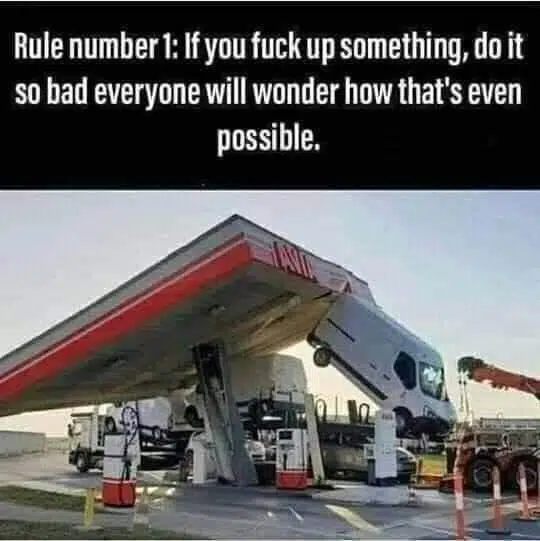 Rule number 1: If you fuck up something, do it
so bad everyone will wonder how that's even
possible.
AVIA